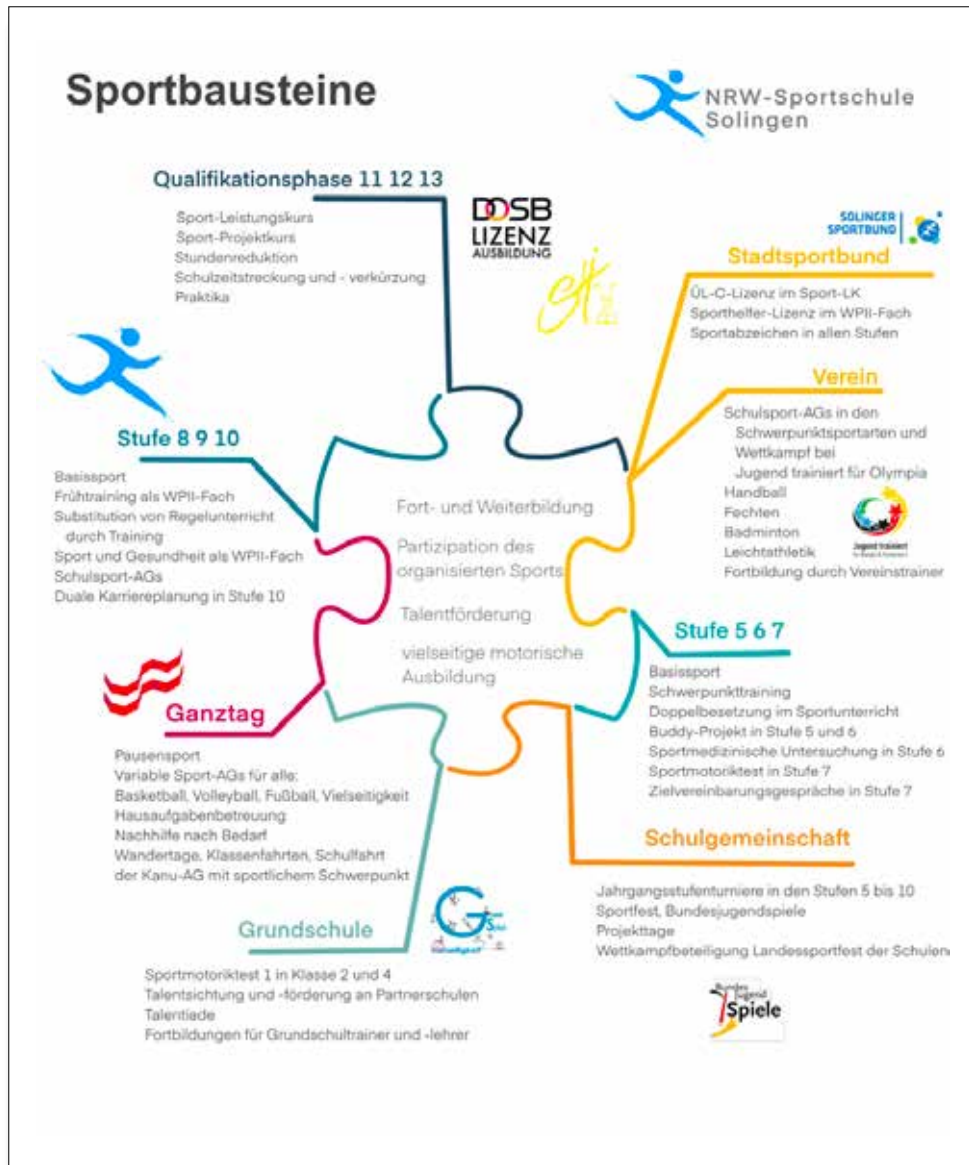 Sportbausteine
NRW-Sportschule
Solingen
Qualifikationsphase 11 12 13
Sport-Leistungskurs
Sport-Projektkurs
Stundenreduktion
Schulzeitstreckung und - verkürzung
Praktika
DOSB
LIZENZ
AUSBILDUNG
SOLINGER
SPORTBUND
Stadtsportbund
ÜL-C-Lizenz im Sport-LK
Sporthelfer-Lizenz im WPII-Fach
Sportabzeichen in allen Stufen
Verein
Schulsport-AGs in den
Schwerpunktsportarten und
Wettkampf bei
Jugend trainiert für Olympia
Handball
Fechten
Badminton
Leichtathletik
Fortbildung durch Vereinstrainer
Jugend trainiert
Stufe 8 9 10
Basissport
Frühtraining als WPII-Fach
Substitution von Regelunterricht
durch Training
Sport und Gesundheit als WPII-Fach
Schulsport-AGs
Duale Karriereplanung in Stufe 10
Fort- und Weiterbildung
Partizipation des
organisierten Sports
Talentförderung
vielseitige motorische
Ausbildung
Stufe 5 6 7
Basissport
Schwerpunkttraining
Doppelbesetzung im Sportunterricht
Buddy-Projekt in Stufe 5 und 6
Sportmedizinische Untersuchung in Stufe 6
Sportmotoriktest in Stufe 7
Zielvereinbarungsgespräche in Stufe 7
Ganztag
Pausensport
Variable Sport-AGs für alle:
Basketball, Volleyball, Fußball, Vielseitigkeit
Hausaufgabenbetreuung
Nachhilfe nach Bedarf
Wandertage, Klassenfahrten, Schulfahrt
der Kanu-AG mit sportlichem Schwerpunkt
Schulgemeinschaft
Jahrgangsstufenturniere in den Stufen 5 bis 10
Sportfest, Bundesjugendspiele
Projekttage
Wettkampfbeteiligung Landessportfest der Schulen
Grundschule
Sportmotoriktest 1 in Klasse 2 und 4
Talentsichtung und -förderung an Partnerschulen
Talentiade
Fortbildungen für Grundschultrainer und -lehrer
Bundes
Jugend
Spiele